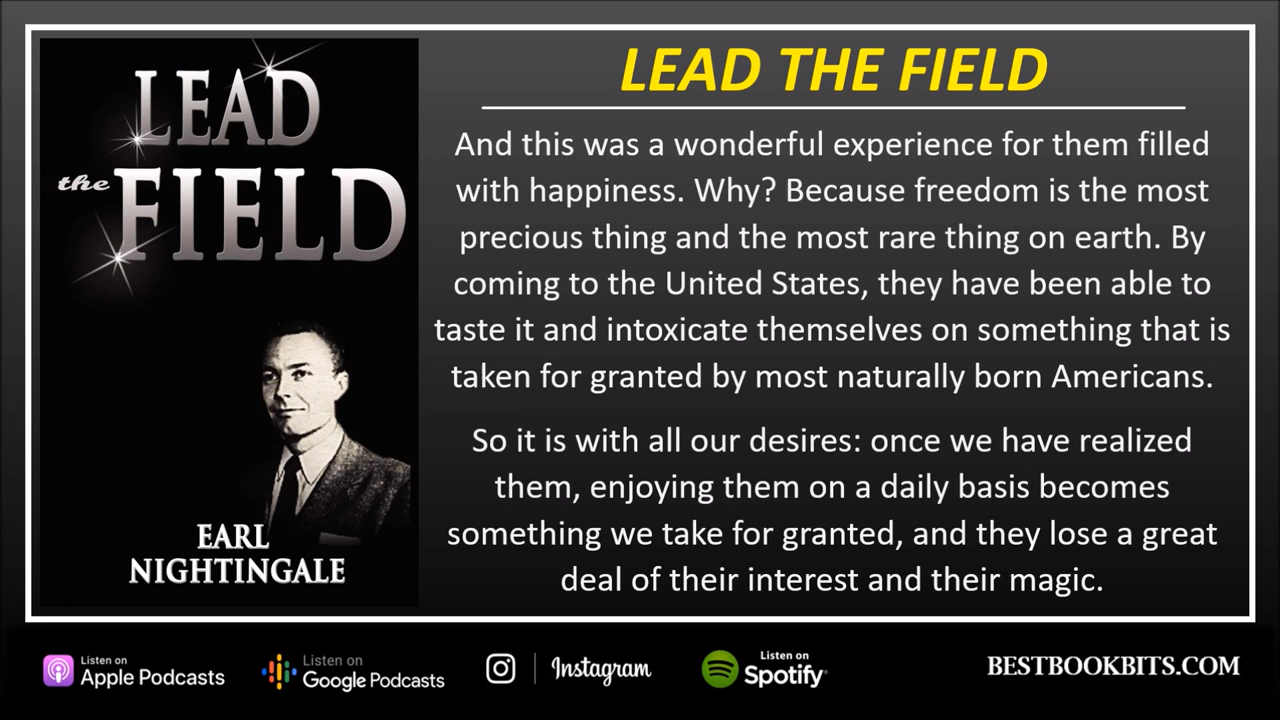 LEAD
the FIELD
EARL
NIGHTINGALE
LEAD THE FIELD
And this was a wonderful experience for them filled
with happiness. Why? Because freedom is the most
precious thing and the most rare thing on earth. By
coming to the United States, they have been able to
taste it and intoxicate themselves on something that is
taken for granted by most naturally born Americans.
So it is with all our desires: once we have realized
them, enjoying them on a daily basis becomes
something we take for granted, and they lose a great
deal of their interest and their magic.
Listen on
Apple Podcasts
Listen on
Google Podcasts
Instagram
Listen on
Spotify
BESTBOOKBITS.COM